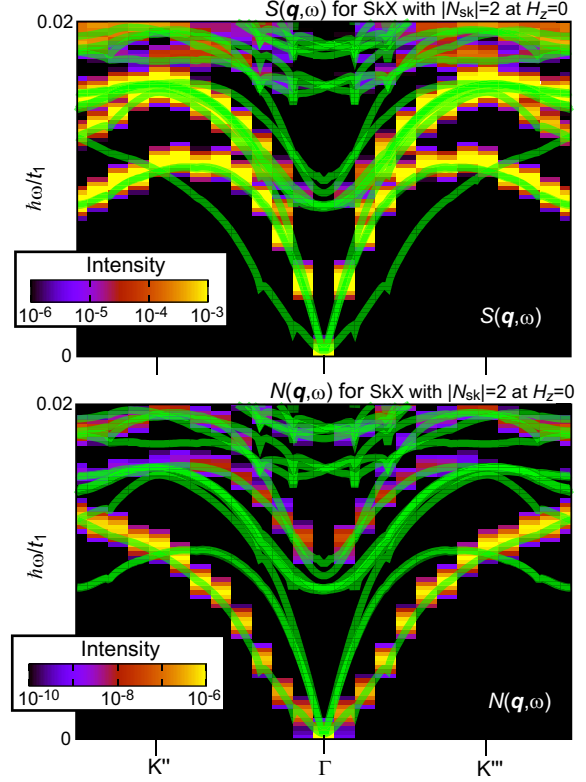 S(q,ω) for SkX with |Nsk|=2 at Hz=0
0.02
ħω/t1
Intensity
10-6 10-5 10-4 10-3
S(q,ω)
0
N(q,ω) for SkX with |Nsk|=2 at Hz=0
0.02
ħω/t1
Intensity
10-10 10-8 10-6
N(q,ω)
0
K'' Γ K'''